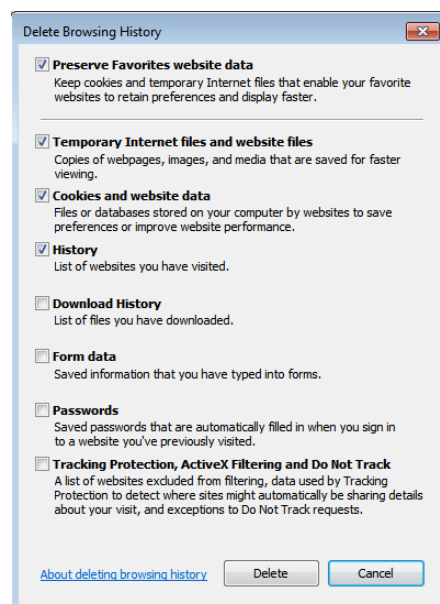 Delete Browsing History
Preserve Favorites website data
Keep cookies and temporary Internet files that enable your favorite
websites to retain preferences and display faster.
Temporary Internet files and website files
Copies of webpages, images, and media that are saved for faster
viewing.
Cookies and website data
Files or databases stored on your computer by websites to save
preferences or improve website performance.
History
List of websites you have visited.
Download History
List of files you have downloaded.
Form data
Saved information that you have typed into forms.
Passwords
Saved passwords that are automatically filled in when you sign in
to a website you've previously visited.
Tracking Protection, ActiveX Filtering and Do Not Track
A list of websites excluded from filtering, data used by Tracking
Protection to detect where sites might automatically be sharing details
about your visit, and exceptions to Do Not Track requests.
About deleting browsing history Delete Cancel